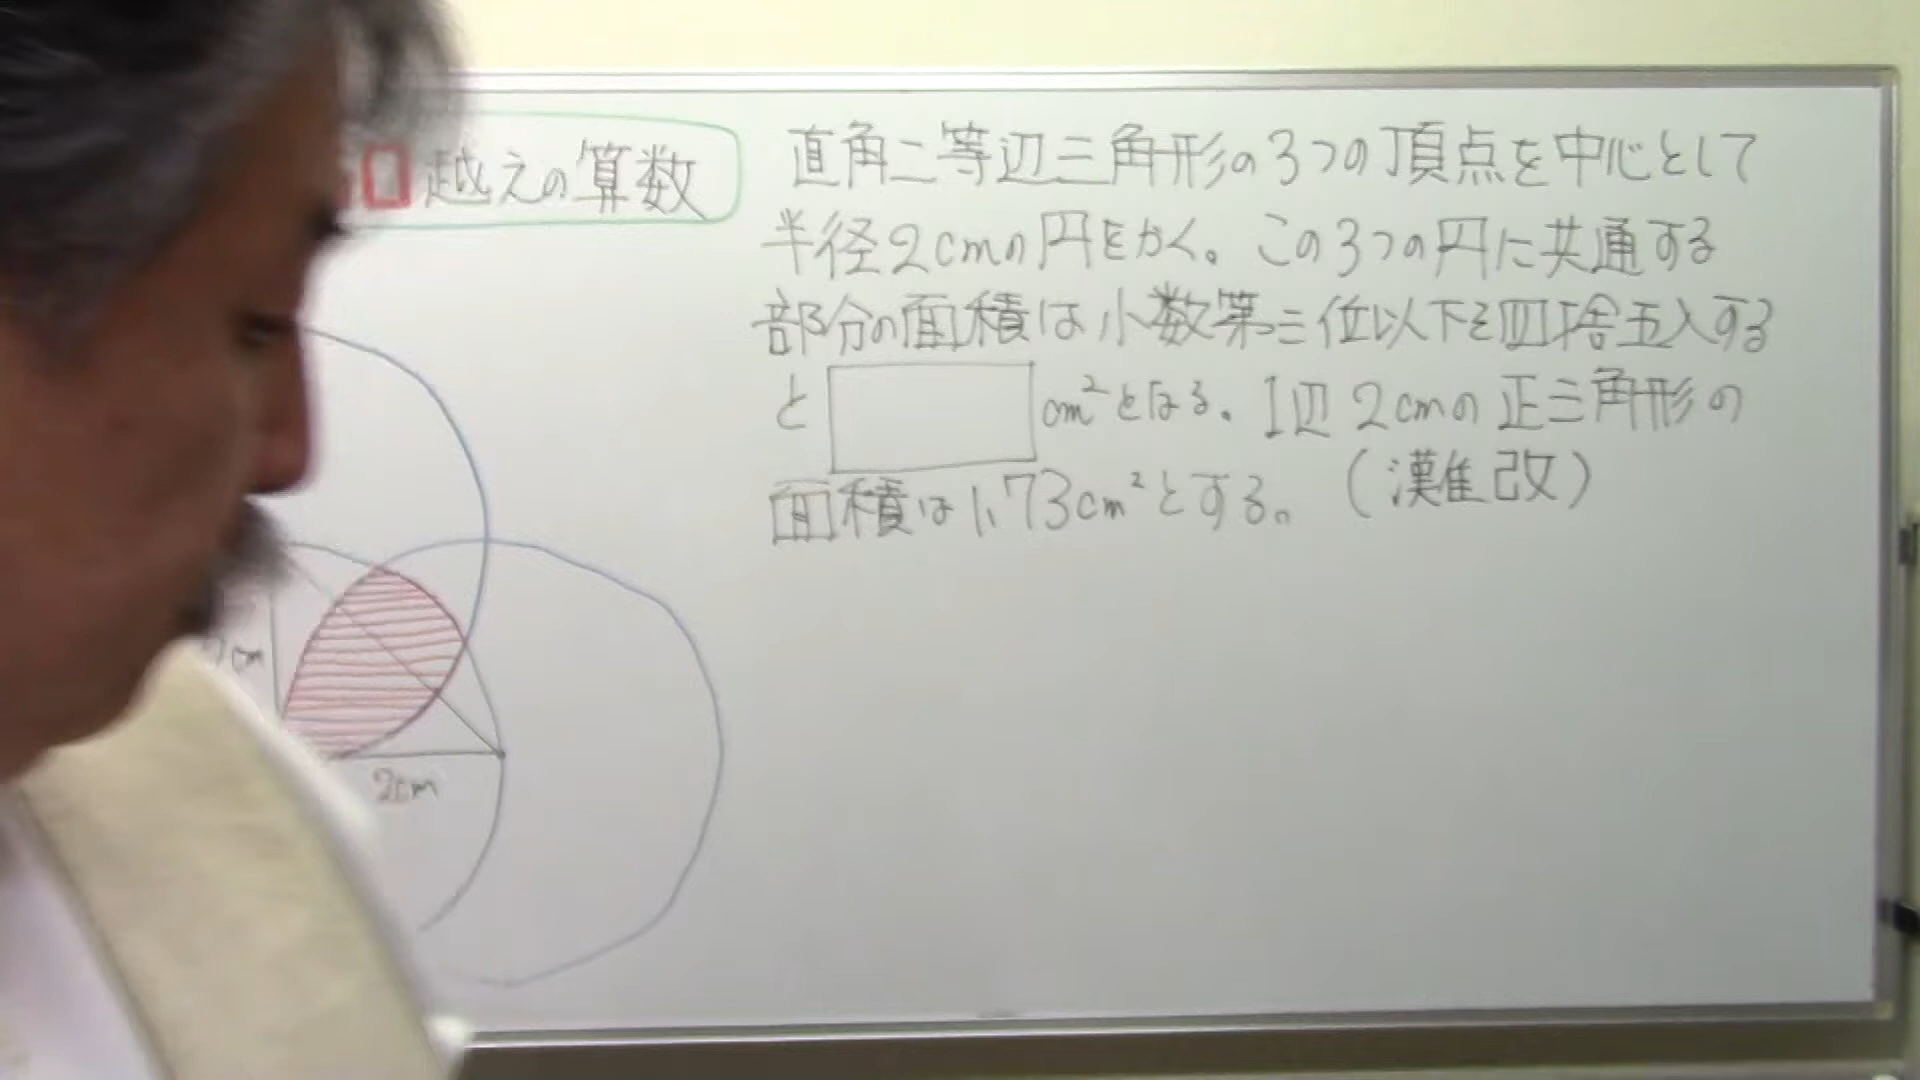 越えの算数
直角二等辺三角形の3つの頂点を中心として
半径2cmの円をかく。この3つの円に共通する
部分の面積は小数第三位以下を四捨五入する
と cm²となる。1辺2cmの正三角形の
面積は1.73cm²とする。(灘改)
cm
2cm